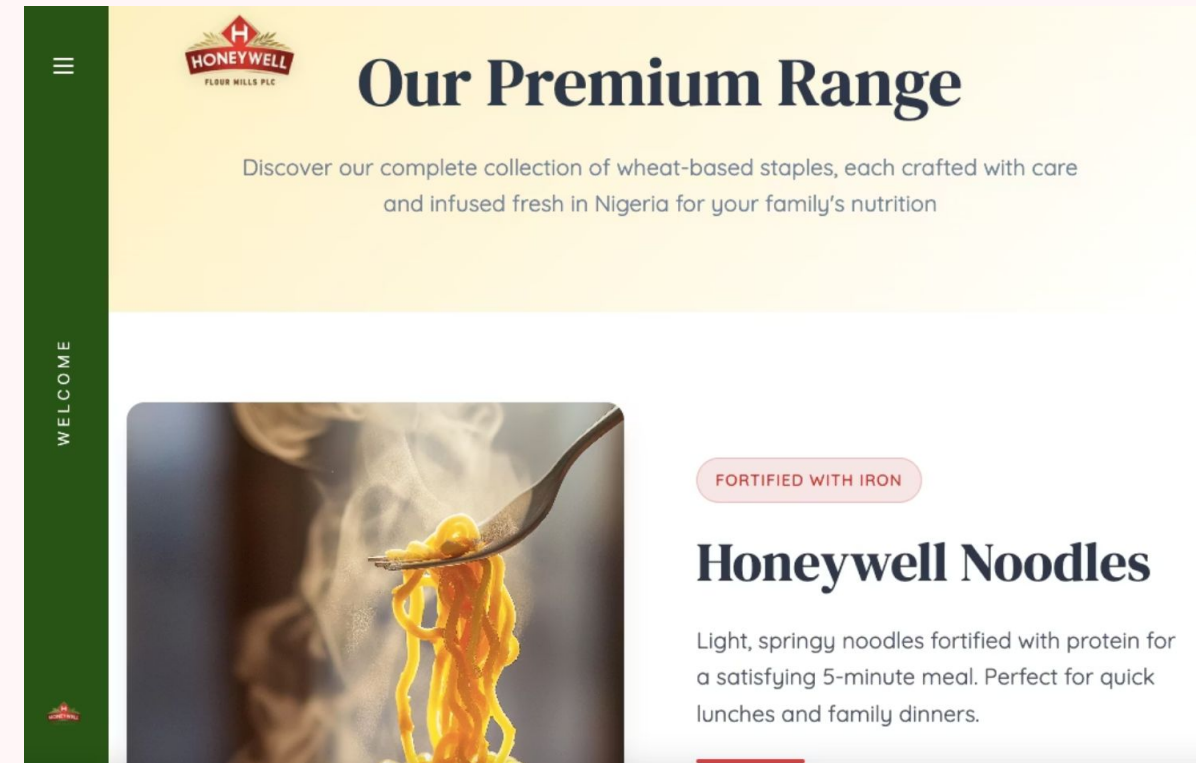 H
HONEYWELL
FLOUR MILLS PLC
Our Premium Range
Discover our complete collection of wheat-based staples, each crafted with care
and infused fresh in Nigeria for your family's nutrition
WELCOME
FORTIFIED WITH IRON
Honeywell Noodles
Light, springy noodles fortified with protein for
a satisfying 5-minute meal. Perfect for quick
lunches and family dinners.
HONEYWELL